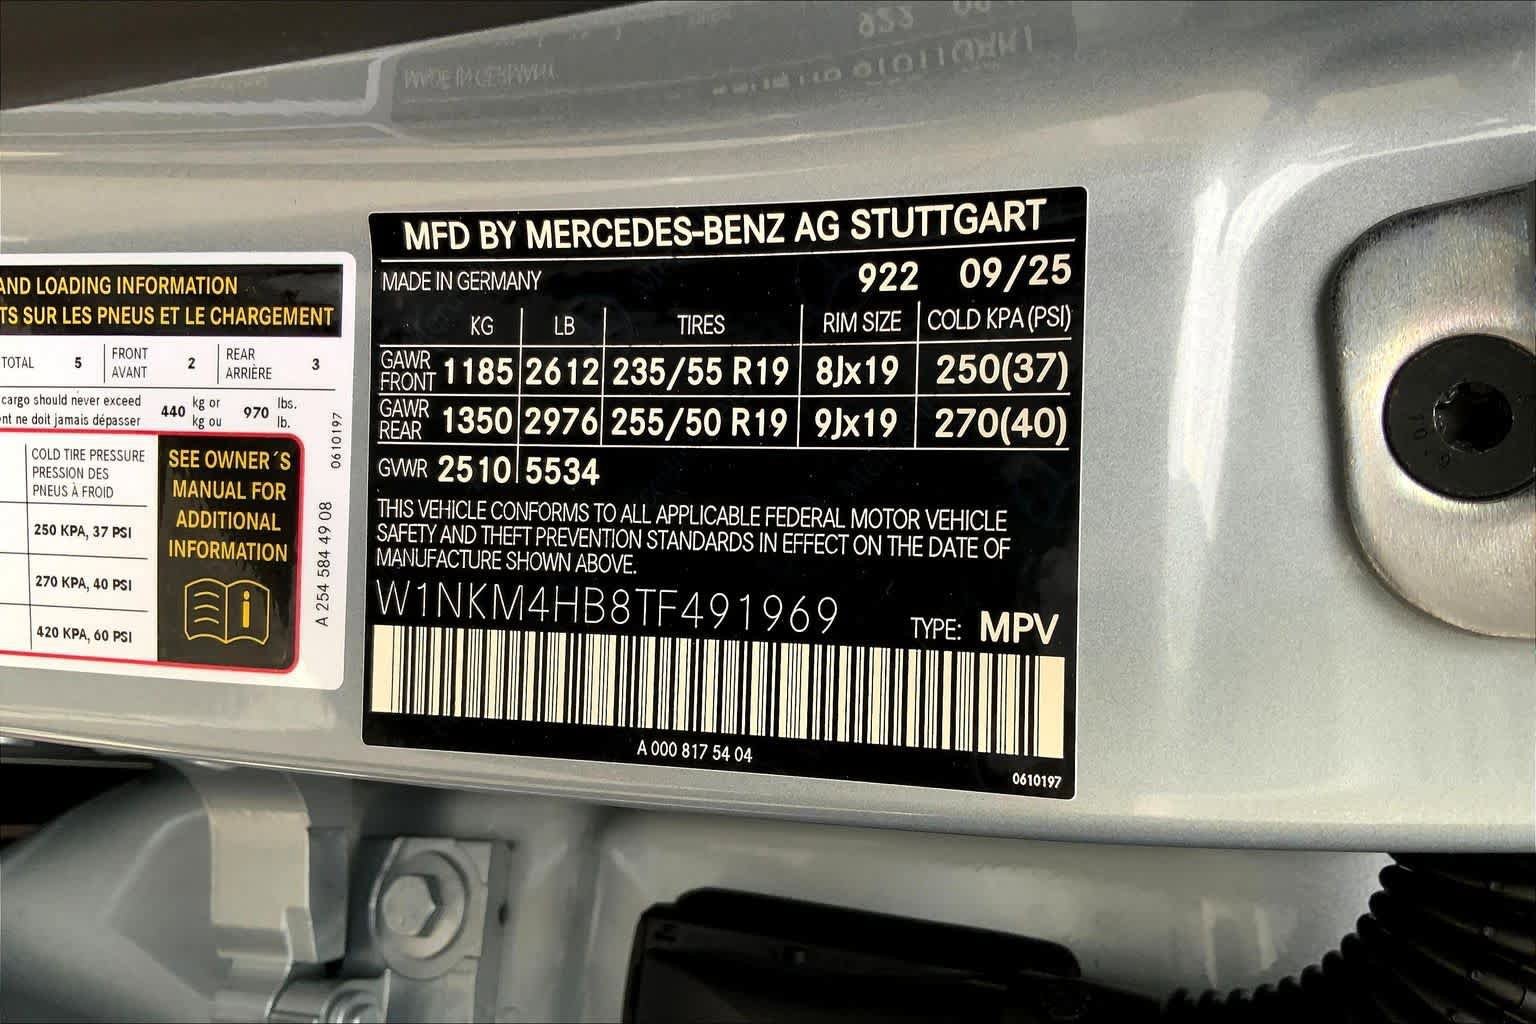 AND LOADING INFORMATION
TS SUR LES PNEUS ET LE CHARGEMENT
TOTAL 5 FRONT AVANT 2 REAR ARRIÈRE 3
cargo should never exceed
nt ne doit jamais dépasser
440 kg or kg ou 970 lbs. lb.
COLD TIRE PRESSURE
PRESSION DES
PNEUS À FROID
250 KPA, 37 PSI
270 KPA, 40 PSI
420 KPA, 60 PSI
SEE OWNER´S
MANUAL FOR
ADDITIONAL
INFORMATION
0610197
A 254 584 49 08
MFD BY MERCEDES-BENZ AG STUTTGART
MADE IN GERMANY 922 09/25
KG LB TIRES RIM SIZE COLD KPA (PSI)
GAWR FRONT 1185 2612 235/55 R19 8Jx19 250(37)
GAWR REAR 1350 2976 255/50 R19 9Jx19 270(40)
GVWR 2510 5534
THIS VEHICLE CONFORMS TO ALL APPLICABLE FEDERAL MOTOR VEHICLE
SAFETY AND THEFT PREVENTION STANDARDS IN EFFECT ON THE DATE OF
MANUFACTURE SHOWN ABOVE.
W1NKM4HB8TF491969
TYPE: MPV
A 000 817 54 04
0610197